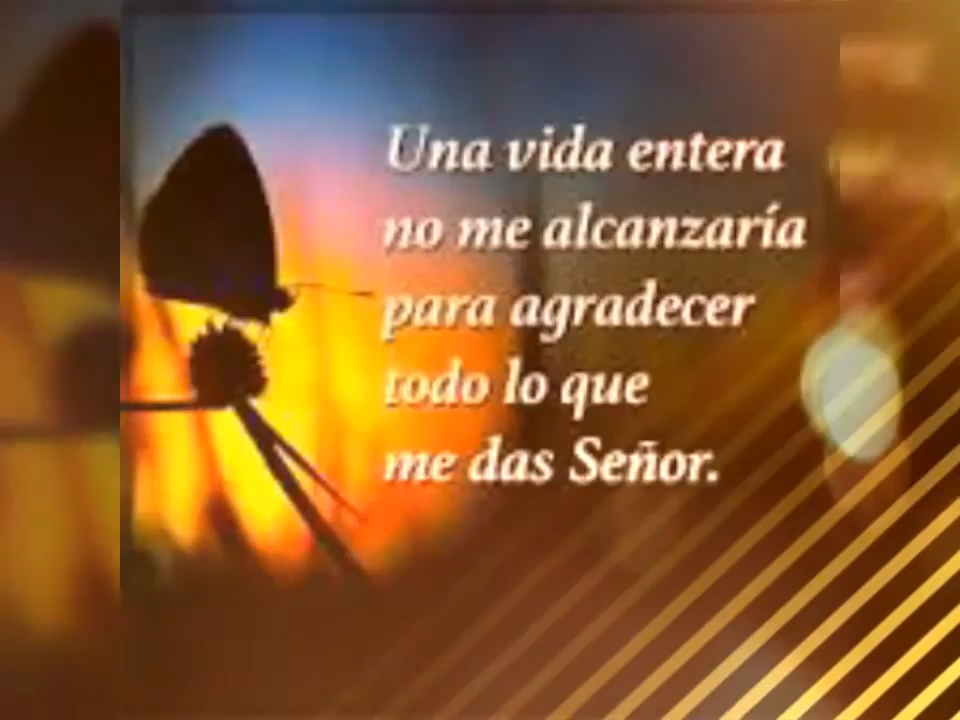 Una vida entera
no me alcanzaría
para agradecer
todo lo que
me das Señor.